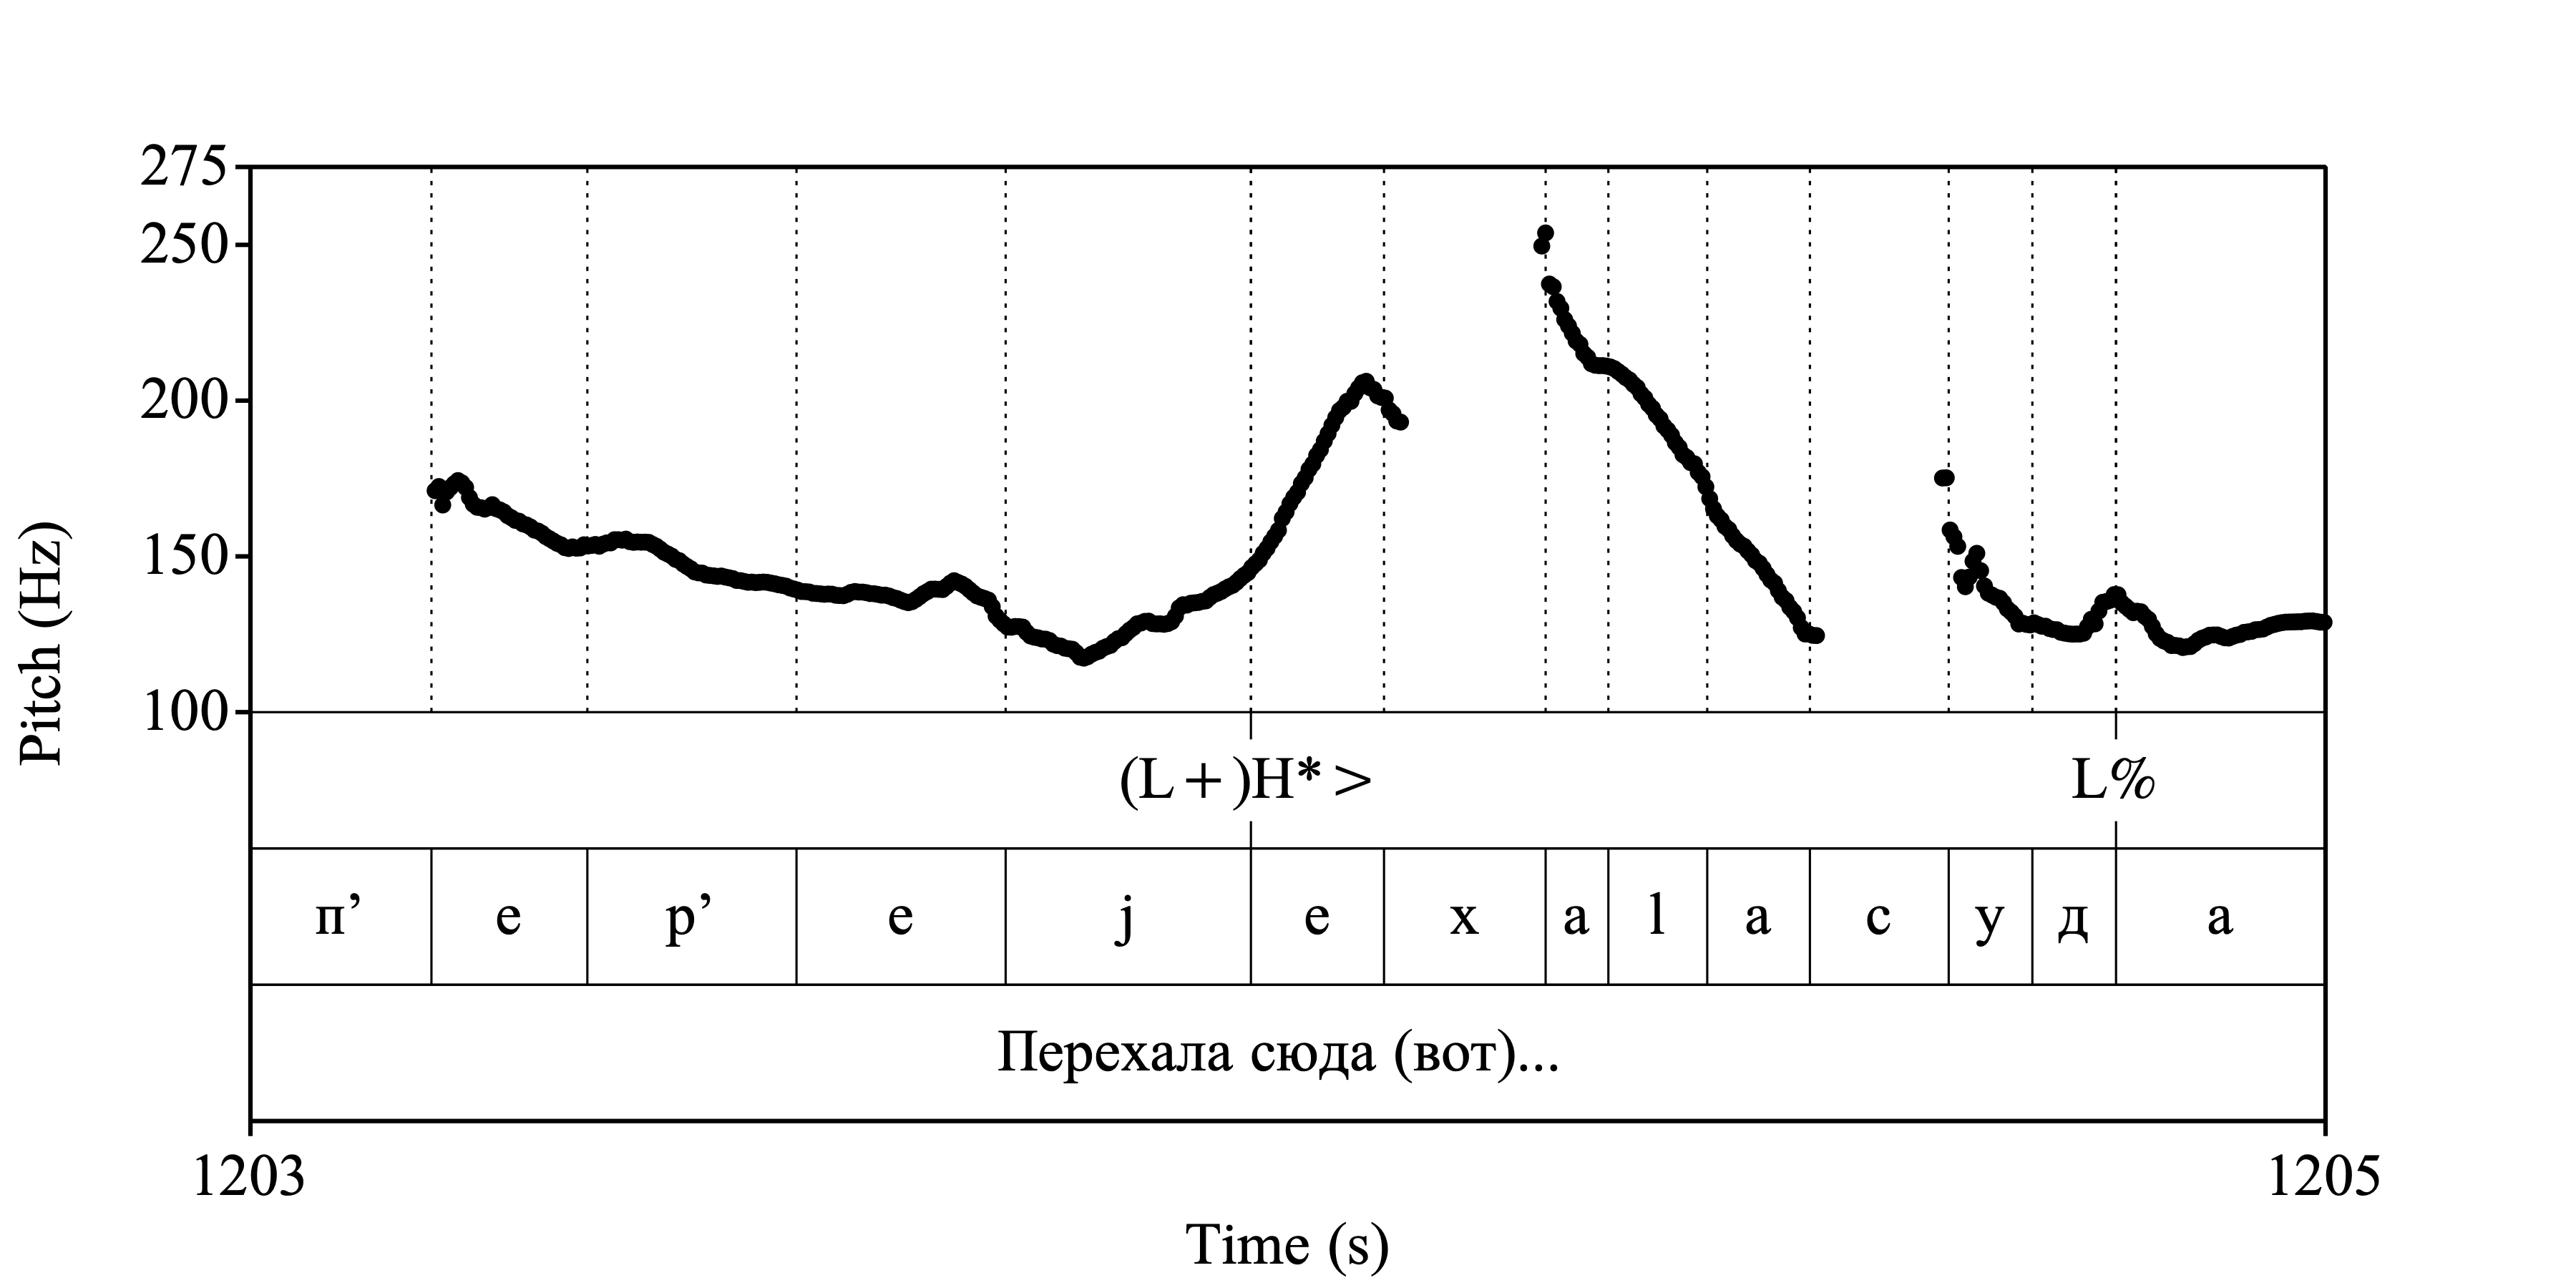 275
250
200
150
100
Pitch (Hz)
(L+)H*> L%
п’ е р’ е j е х а l а с у д а
Перехала сюда (вот)...
1203 1205
Time (s)